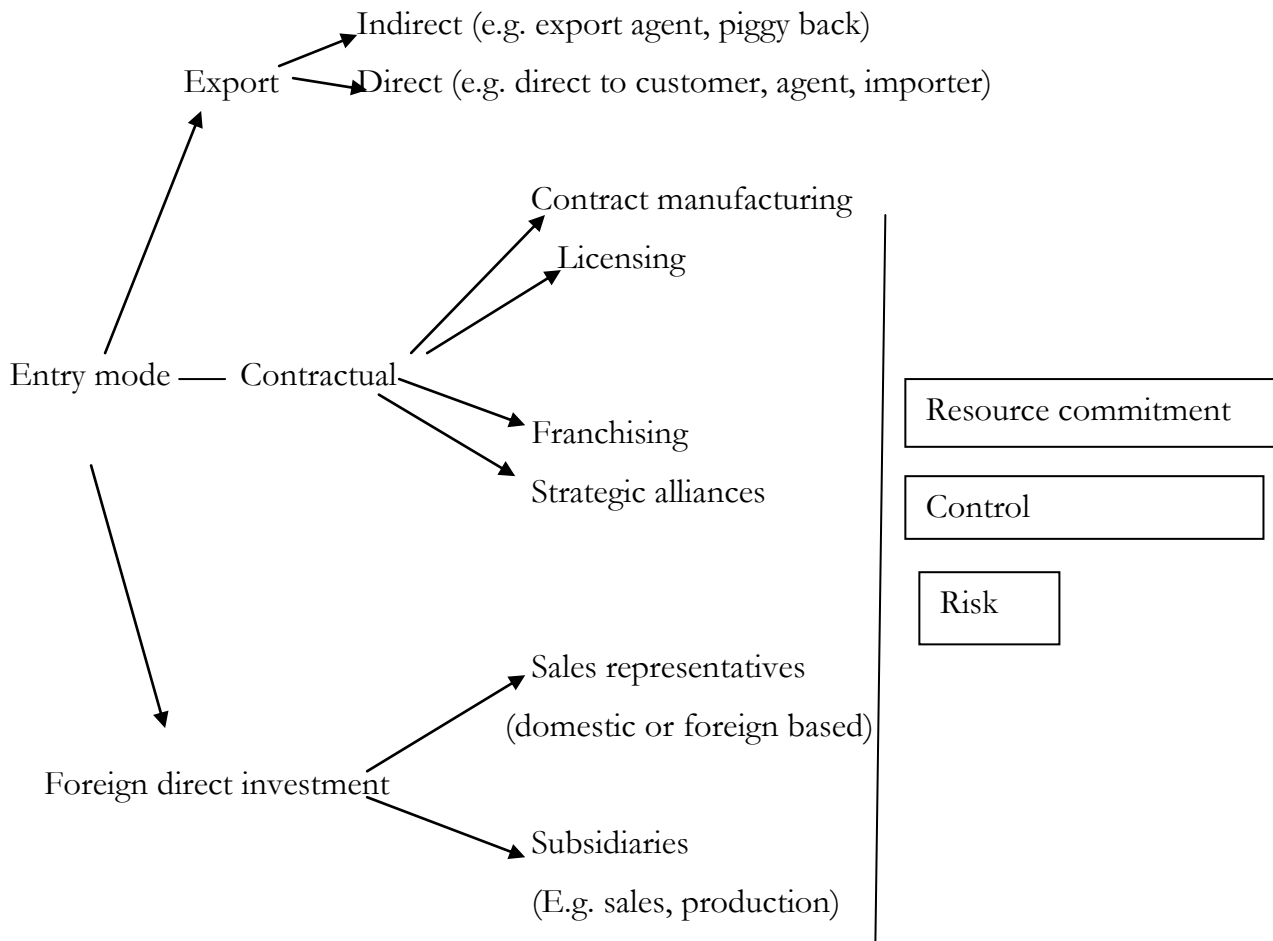 Indirect (e.g. export agent, piggy back)
Export
Direct (e.g. direct to customer, agent, importer)
Contract manufacturing
Licensing
Entry mode
Contractual
Resource commitment
Franchising
Strategic alliances
Control
Risk
Sales representatives
(domestic or foreign based)
Foreign direct investment
Subsidiaries
(E.g. sales, production)